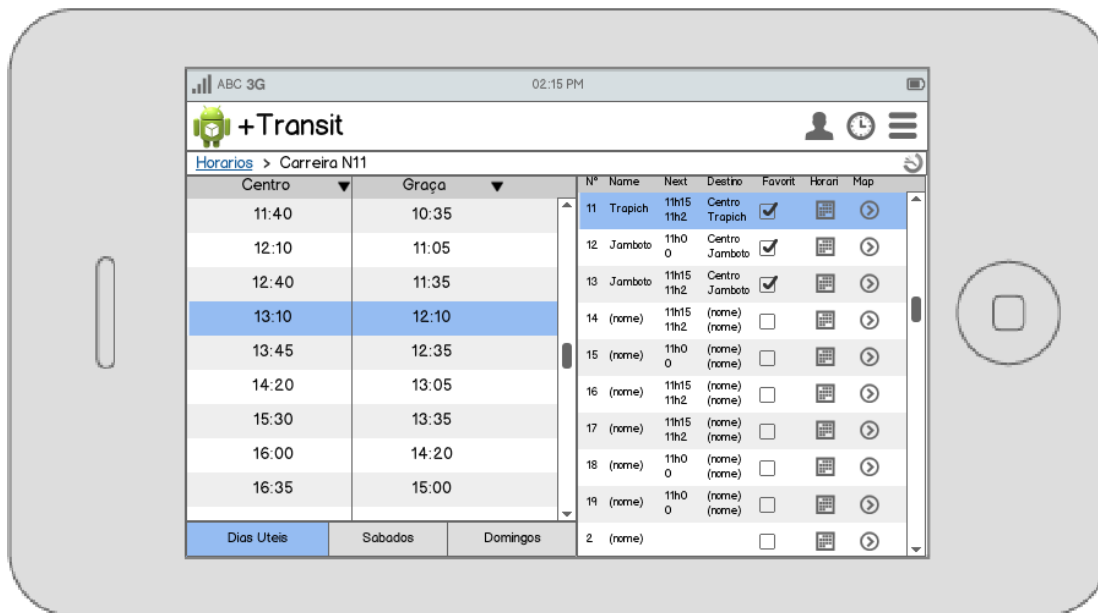 ABC 3G 02:15 PM
+Transit
Horarios > Carreira N11
Centro Graça
11:40 10:35
12:10 11:05
12:40 11:35
13:10 12:10
13:45 12:35
14:20 13:05
15:30 13:35
16:00 14:20
16:35 15:00
Dias Uteis Sabados Domingos
Nº Name Next Destino Favorit Horari Map
11 Trapich 11h15 Centro
11h2 Trapich
12 Jamboto 11h0 Centro
0 Jamboto
13 Jamboto 11h15 Centro
11h2 Jamboto
14 (nome) 11h15 (nome)
11h2 (nome)
15 (nome) 11h0 (nome)
0 (nome)
16 (nome) 11h15 (nome)
11h2 (nome)
17 (nome) 11h15 (nome)
11h2 (nome)
18 (nome) 11h0 (nome)
0 (nome)
19 (nome) 11h0 (nome)
0 (nome)
2 (nome)